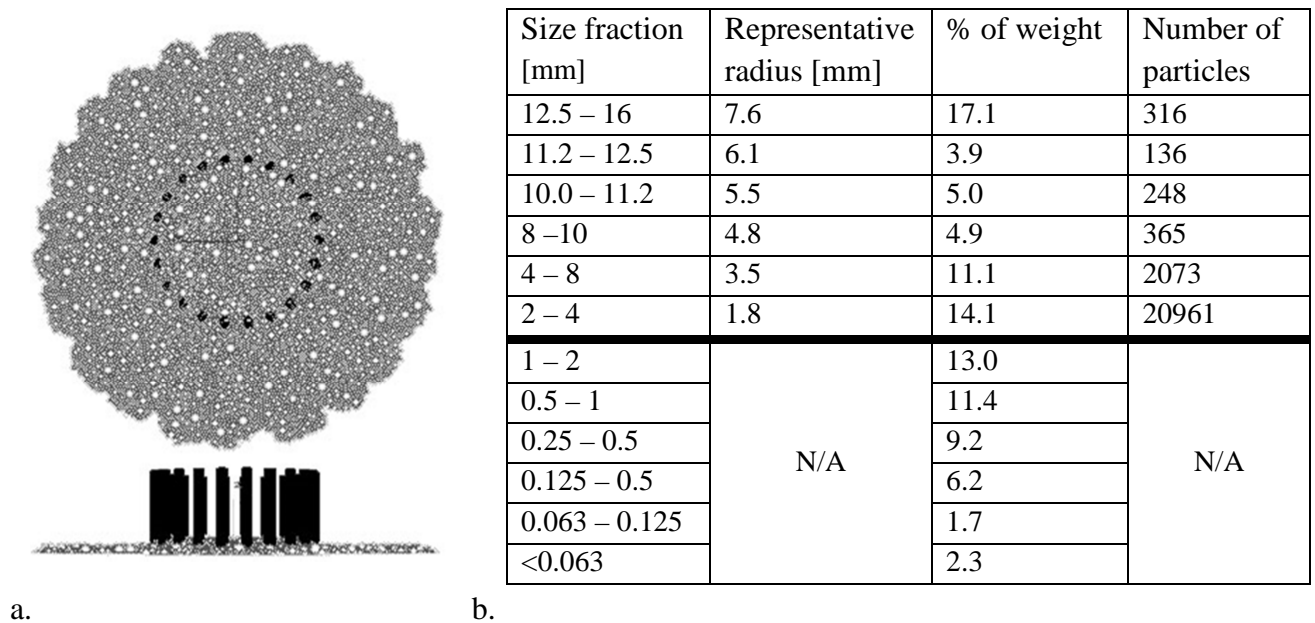 Size fraction [mm] Representative radius [mm] % of weight Number of particles
12.5 – 16 7.6 17.1 316
11.2 – 12.5 6.1 3.9 136
10.0 – 11.2 5.5 5.0 248
8 –10 4.8 4.9 365
4 – 8 3.5 11.1 2073
2 – 4 1.8 14.1 20961
1 – 2 13.0
0.5 – 1 11.4
0.25 – 0.5 9.2
N/A N/A
0.125 – 0.5 6.2
0.063 – 0.125 1.7
<0.063 2.3
a. b.